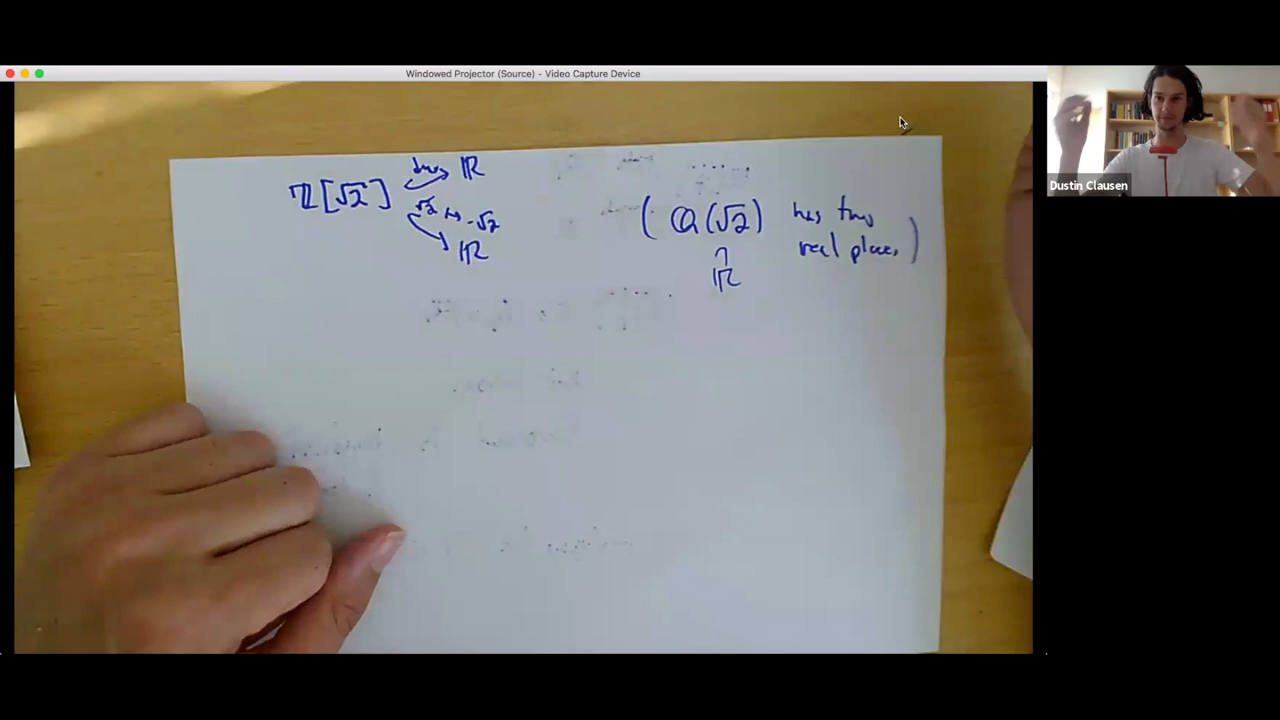 Windowed Projector (Source) - Video Capture Device
Dustin Clausen
ℤ[√2] → ℝ
√2 ↦ -√2
ℝ
( ℚ(√2) has two
real places )
∩
ℝ